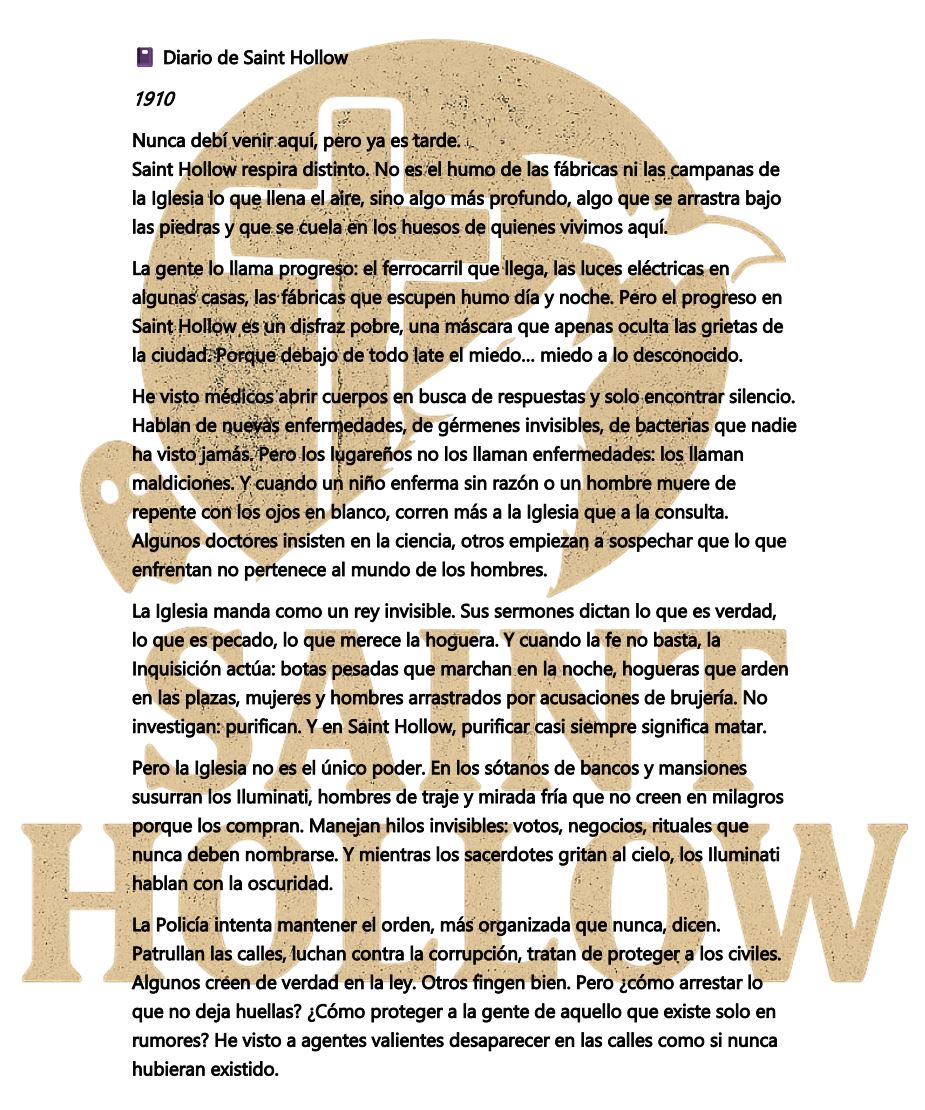 Diario de Saint Hollow
1910
Nunca debí venir aquí, pero ya es tarde.
Saint Hollow respira distinto. No es el humo de las fábricas ni las campanas de
la Iglesia lo que llena el aire, sino algo más profundo, algo que se arrastra bajo
las piedras y que se cuela en los huesos de quienes vivimos aquí.
La gente lo llama progreso: el ferrocarril que llega, las luces eléctricas en
algunas casas, las fábricas que escupen humo día y noche. Pero el progreso en
Saint Hollow es un disfraz pobre, una máscara que apenas oculta las grietas de
la ciudad. Porque debajo de todo late el miedo... miedo a lo desconocido.
He visto médicos abrir cuerpos en busca de respuestas y solo encontrar silencio.
Hablan de nuevas enfermedades, de gérmenes invisibles, de bacterias que nadie
ha visto jamás. Pero los lugareños no los llaman enfermedades: los llaman
maldiciones. Y cuando un niño enferma sin razón o un hombre muere de
repente con los ojos en blanco, corren más a la Iglesia que a la consulta.
Algunos doctores insisten en la ciencia, otros empiezan a sospechar que lo que
enfrentan no pertenece al mundo de los hombres.
La Iglesia manda como un rey invisible. Sus sermones dictan lo que es verdad,
lo que es pecado, lo que merece la hoguera. Y cuando la fe no basta, la
Inquisición actúa: botas pesadas que marchan en la noche, hogueras que arden
en las plazas, mujeres y hombres arrastrados por acusaciones de brujería. No
investigan: purifican. Y en Saint Hollow, purificar casi siempre significa matar.
Pero la Iglesia no es el único poder. En los sótanos de bancos y mansiones
susurran los Iluminati, hombres de traje y mirada fría que no creen en milagros
porque los compran. Manejan hilos invisibles: votos, negocios, rituales que
nunca deben nombrarse. Y mientras los sacerdotes gritan al cielo, los Iluminati
hablan con la oscuridad.
La Policía intenta mantener el orden, más organizada que nunca, dicen.
Patrullan las calles, luchan contra la corrupción, tratan de proteger a los civiles.
Algunos creen de verdad en la ley. Otros fingen bien. Pero ¿cómo arrestar lo
que no deja huellas? ¿Cómo proteger a la gente de aquello que existe solo en
rumores? He visto a agentes valientes desaparecer en las calles como si nunca
hubieran existido.
SAINT
HOLLOW